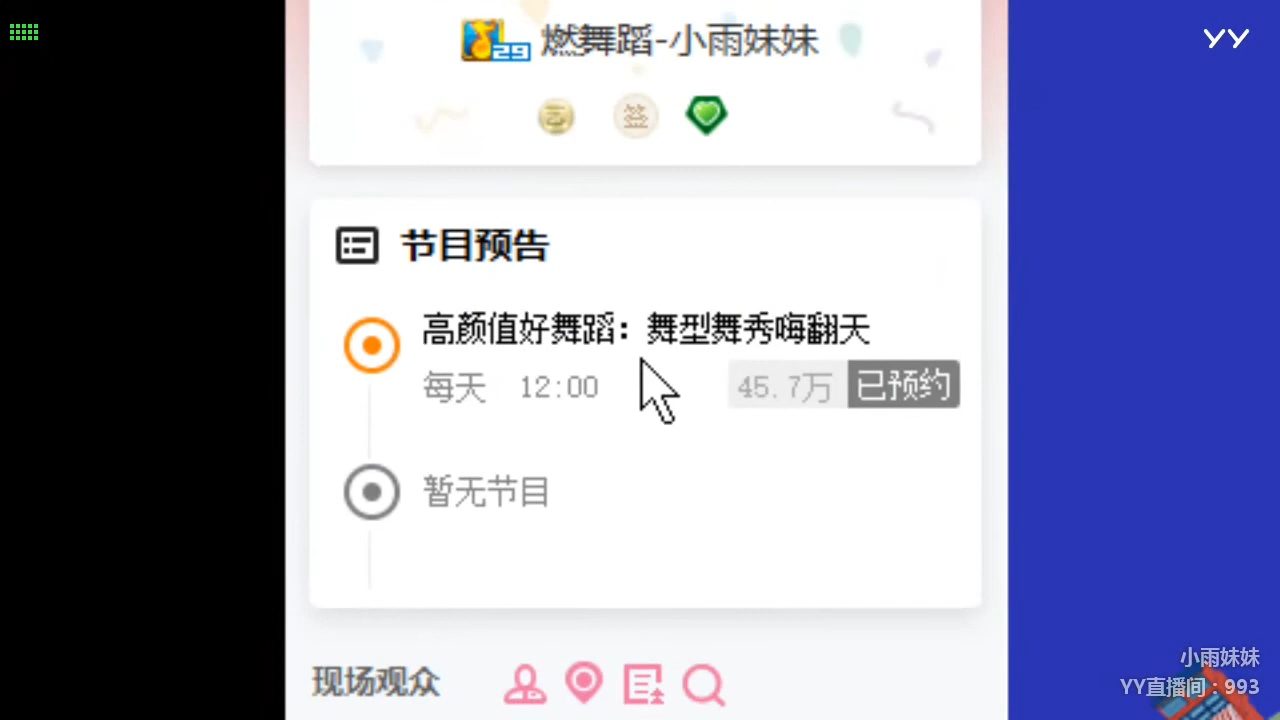 YY
29 燃舞蹈-小雨妹妹
签
节目预告
高颜值好舞蹈：舞型舞秀嗨翻天
每天 12:00 45.7万 已预约
暂无节目
现场观众
小雨妹妹
YY直播间：993